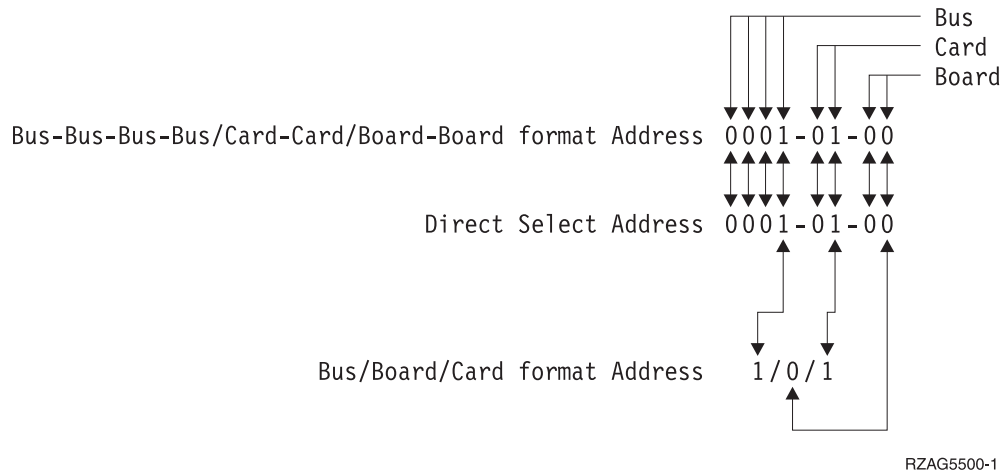 Bus
Card
Board
Bus-Bus-Bus-Bus/Card-Card/Board-Board format Address 0001-01-00
Direct Select Address 0001-01-00
Bus/Board/Card format Address 1/0/1
RZAG5500-1